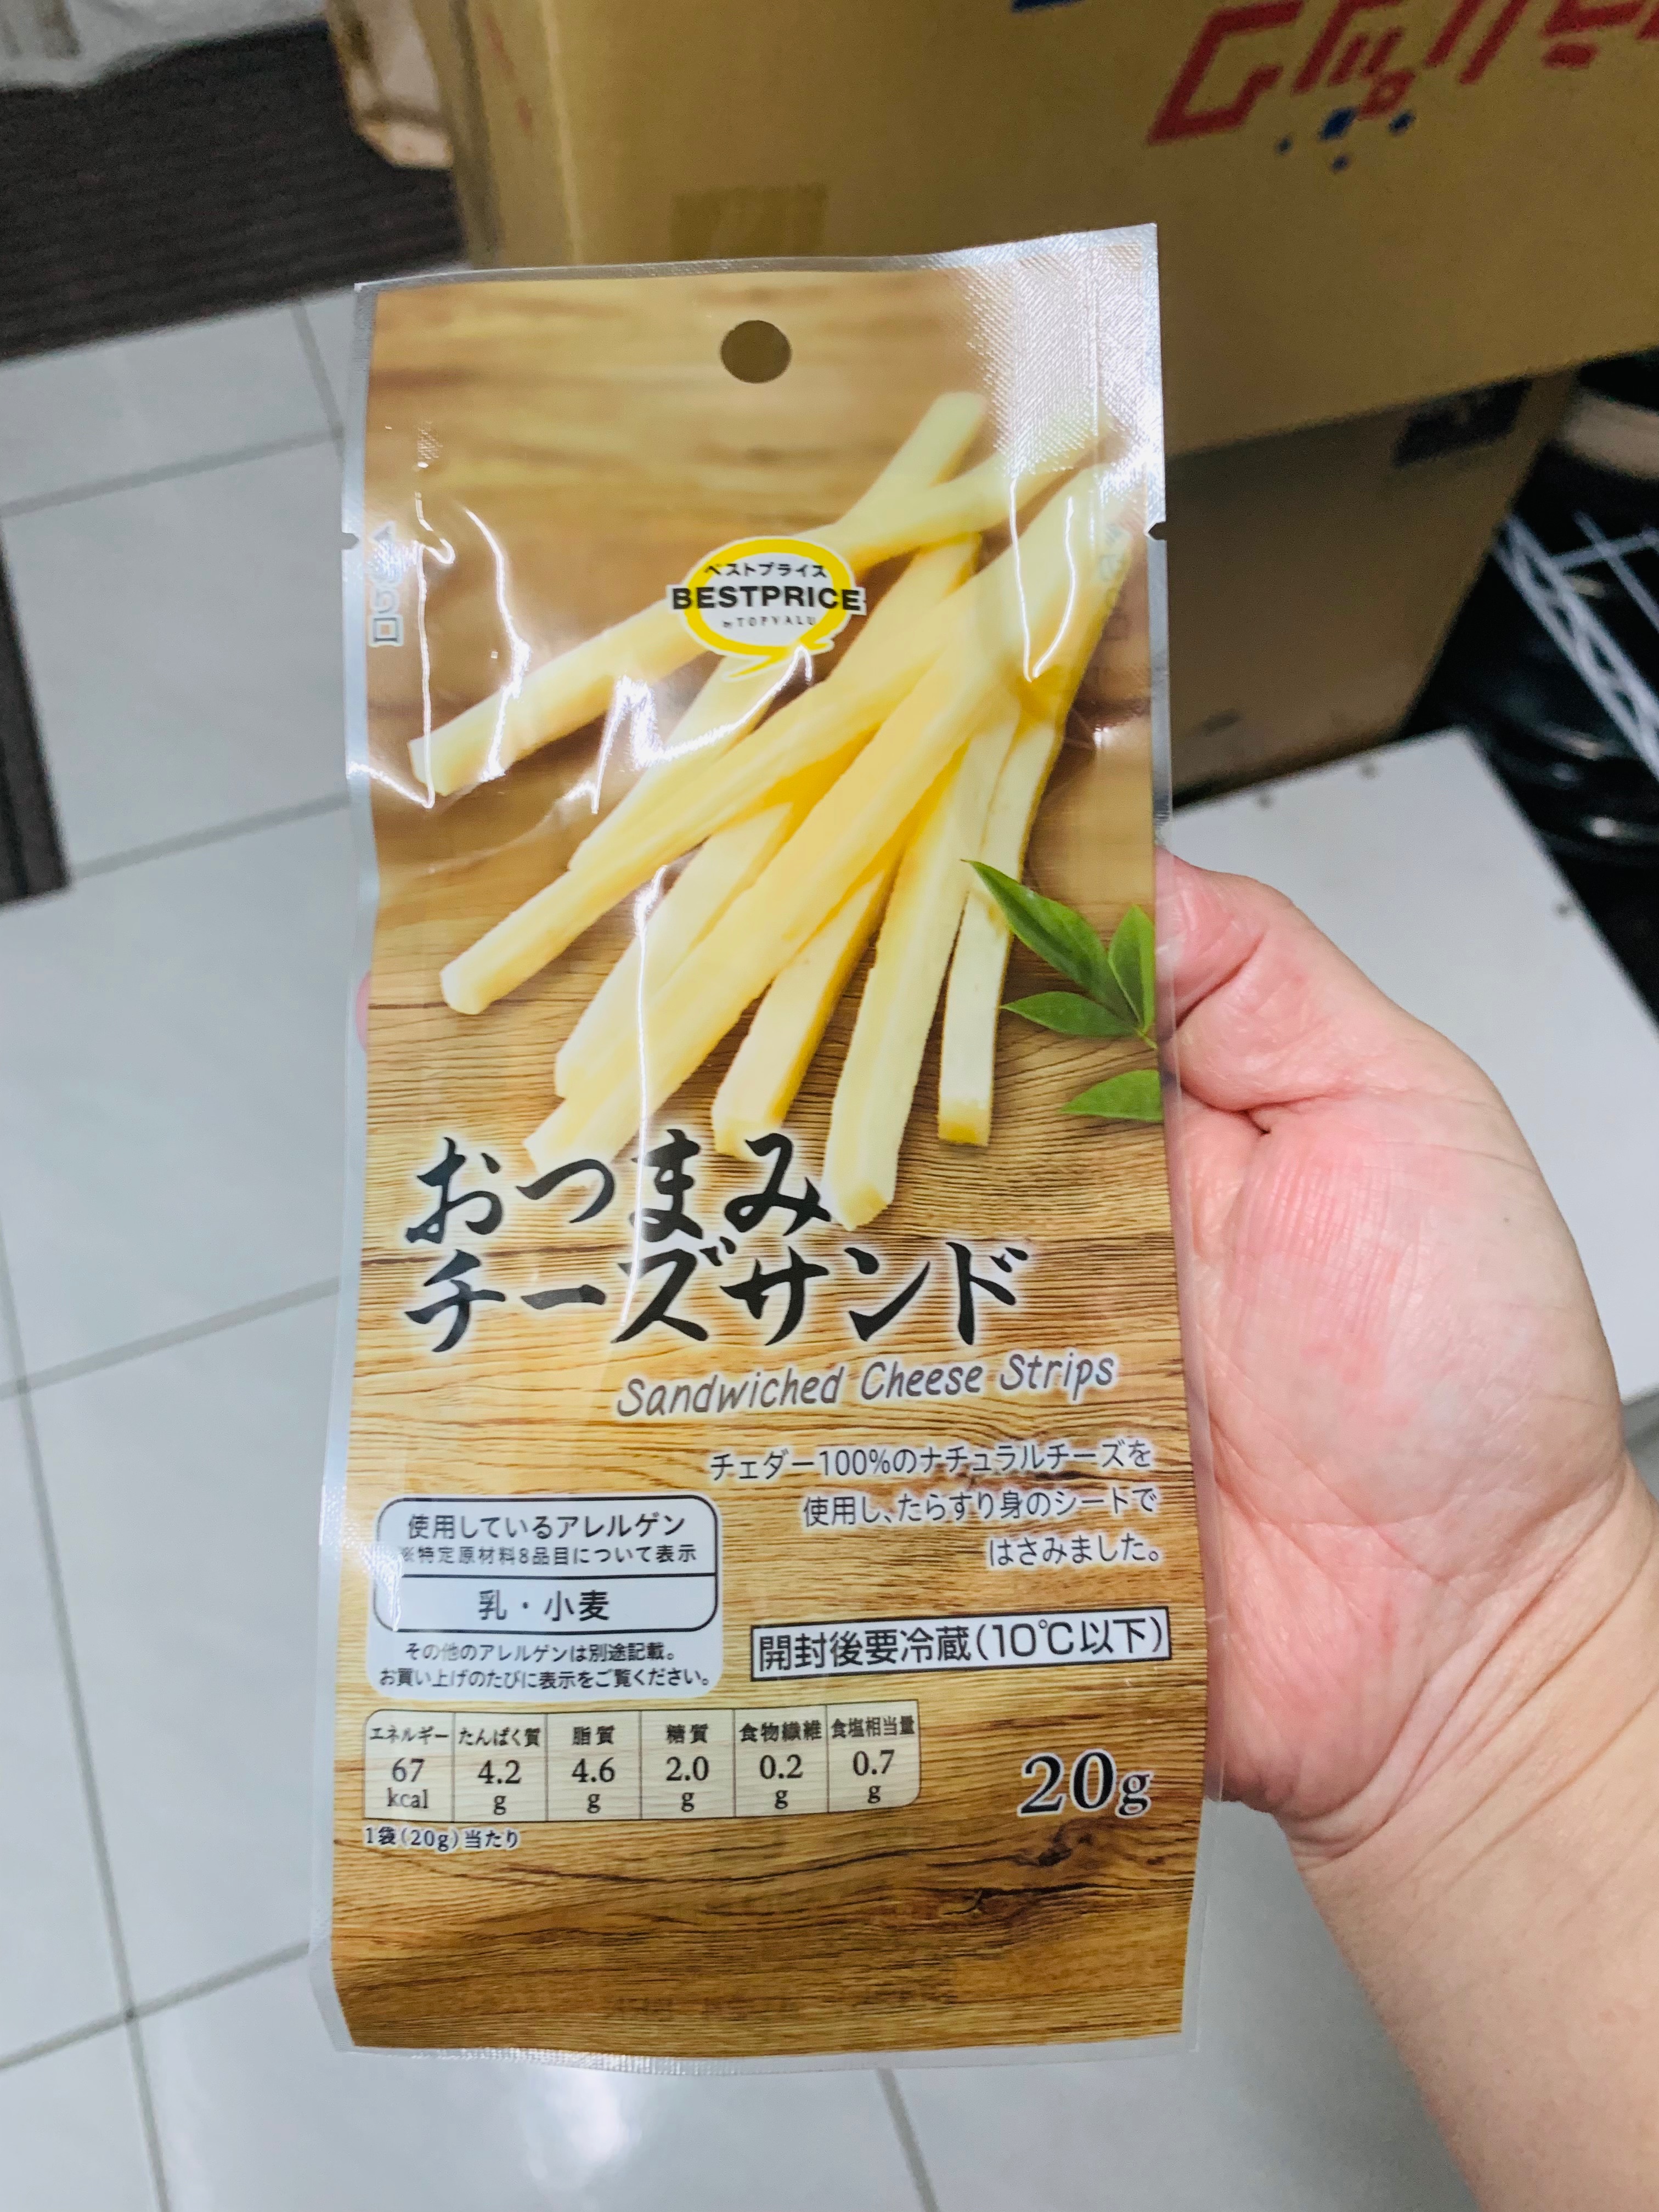 ベストプライス
BESTPRICE
by TOPVALU
おつまみ
チーズサンド
Sandwiched Cheese Strips
チェダー100%のナチュラルチーズを
使用し、たらすり身のシートで
はさみました。
使用しているアレルゲン
※特定原材料8品目について表示
乳・小麦
その他のアレルゲンは別途記載。
お買い上げのたびに表示をご覧ください。
開封後要冷蔵(10℃以下)
エネルギー たんぱく質 脂質 糖質 食物繊維 食塩相当量
67 4.2 4.6 2.0 0.2 0.7
kcal g g g g g
1袋(20g)当たり
20g